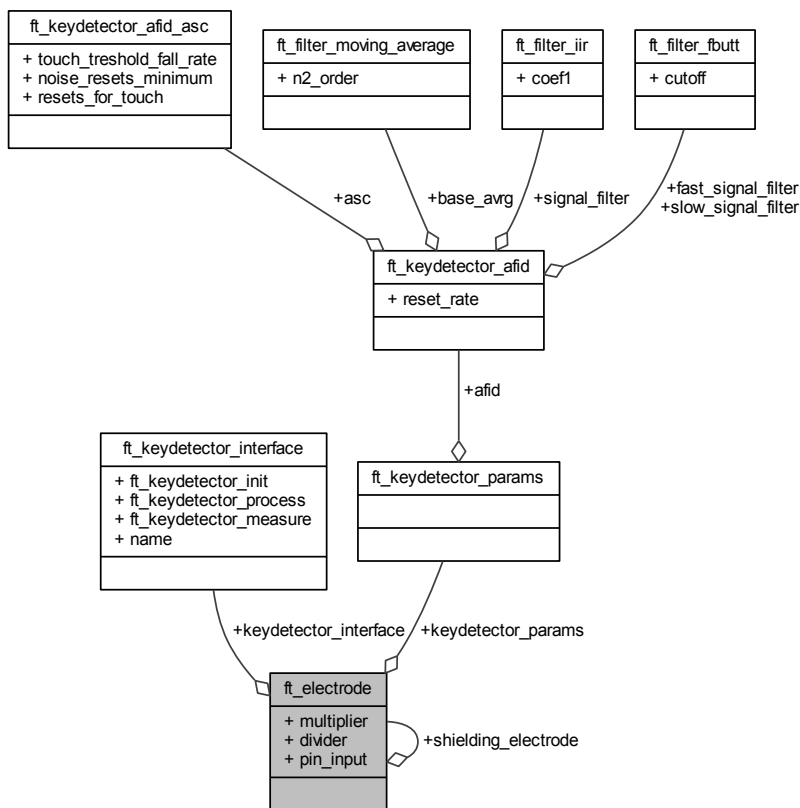 ft_keydetector_afid_asc
+ touch_treshold_fall_rate
+ noise_resets_minimum
+ resets_for_touch
ft_filter_moving_average
+ n2_order
ft_filter_iir
+ coef1
ft_filter_fbutt
+ cutoff
+asc
+base_avrg
+signal_filter
+fast_signal_filter
+slow_signal_filter
ft_keydetector_afid
+ reset_rate
+afid
ft_keydetector_interface
+ ft_keydetector_init
+ ft_keydetector_process
+ ft_keydetector_measure
+ name
ft_keydetector_params
+keydetector_interface
+keydetector_params
ft_electrode
+ multiplier
+ divider
+ pin_input
+shielding_electrode